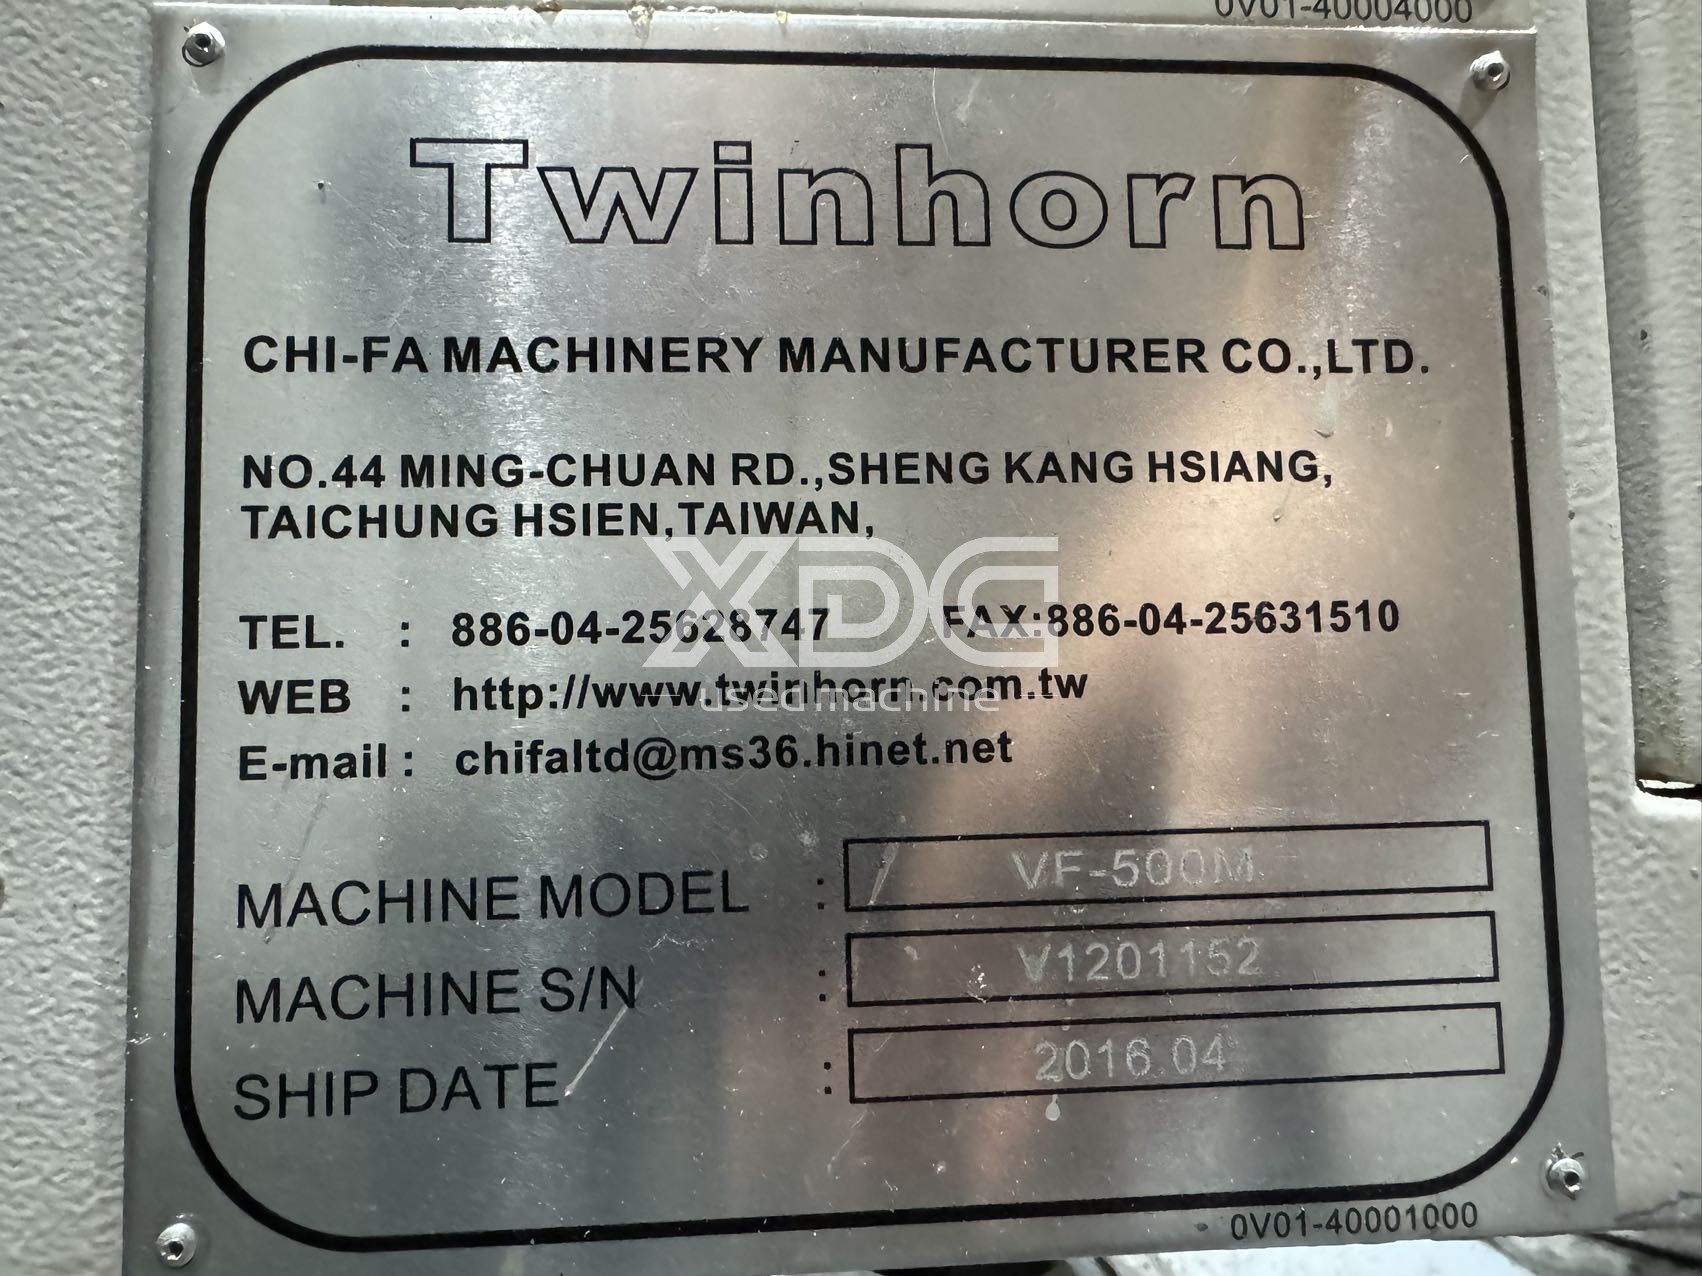 0V01-40004000
Twinhorn
CHI-FA MACHINERY MANUFACTURER CO.,LTD.
NO.44 MING-CHUAN RD.,SHENG KANG HSIANG,
TAICHUNG HSIEN,TAIWAN,
XDG
TEL. : 886-04-25628747 FAX:886-04-25631510
WEB : http://www.twinhorn.com.tw
used machine
E-mail : chifaltd@ms36.hinet.net
MACHINE MODEL : VF-500M
MACHINE S/N : V1201152
SHIP DATE : 2016.04
0V01-40001000